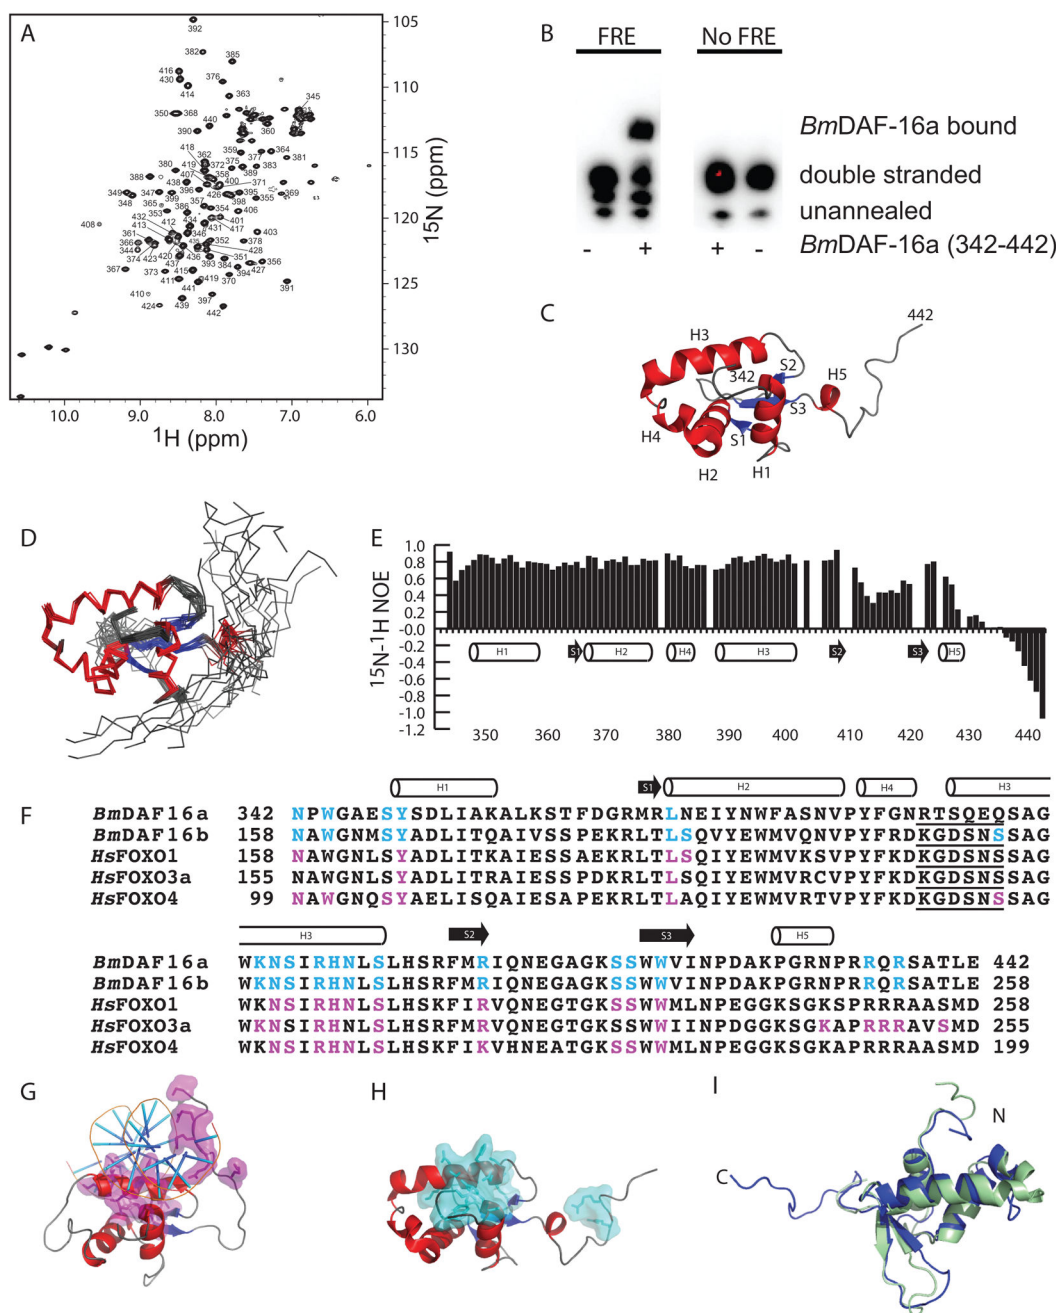 A
105
110
115
120
125
130
15N (ppm)
10.0
9.0
8.0
7.0
6.0
1H (ppm)
392
382
385
416
430
414
376
363
345
350
368
390
440
360
418
362
359
377
364
381
380
419
372
375
389
383
388
407
358
400
371
438
349
348
347
365
399
426
398
395
355
369
386
357
354
406
408
353
432
412
434
401
403
361
413
346
431
417
366
344
374
423
420
436
352
428
378
437
393
384
394
427
356
367
373
415
370
411
441
419
391
410
424
439
397
442
B
FRE
No FRE
BmDAF-16a bound
double stranded
unannealed
- + + - BmDAF-16a (342-442)
C
442
H3
342
S2
H5
S3
H4
S1
H2
H1
D
E
15N-1H NOE
1.0
0.8
0.6
0.4
0.2
-0.0
-0.2
-0.4
-0.6
-0.8
-1.0
-1.2
H1 S1 H2 H4 H3 S2 S3 H5
350 360 370 380 390 400 410 420 430 440
F
H1 S1 H2 H4 H3
BmDAF16a 342 NPWGAESYSDLIAKALKSTFDGRMRLNEIYNWFASNVPYFGNRTSQEQSAG
BmDAF16b 158 NAWGNMSYADLITQAIVSSPEKRLTLSQVYEWMVQNVPYFRDKGDSNSSAG
HsFOXO1 158 NAWGNLSYADLITKAIESSAEKRLTLSQIYEWMVKSVPYFKDKGDSNSSAG
HsFOXO3a 155 NAWGNLSYADLITRAIESSPDKRLTLSQIYEWMVRCVPYFKDKGDSNSSAG
HsFOXO4 99 NAWGNQSYAELISQAIESAPEKRLTLAQIYEWMVRTVPYFKDKGDSNSSAG
H3 S2 S3 H5
BmDAF16a WKNSIRHNLSLHSRFMRIQNEGAGKSSWWVINPDAKPGRNPRRQRSATLE 442
BmDAF16b WKNSIRHNLSLHSRFMRIQNEGAGKSSWWVINPDAKPGRNPRRQRSATLE 258
HsFOXO1 WKNSIRHNLSLHSKFIRVQNEGTGKSSWWMLNPEGGKSGKSPRRRAASMD 258
HsFOXO3a WKNSIRHNLSLHSRFMRVQNEGTGKSSWWIINPDGGKSGKAPRRRAVSMD 255
HsFOXO4 WKNSIRHNLSLHSKFIKVHNEATGKSSWWMLNPEGGKSGKAPRRRAASMD 199
G
H
I
N
C